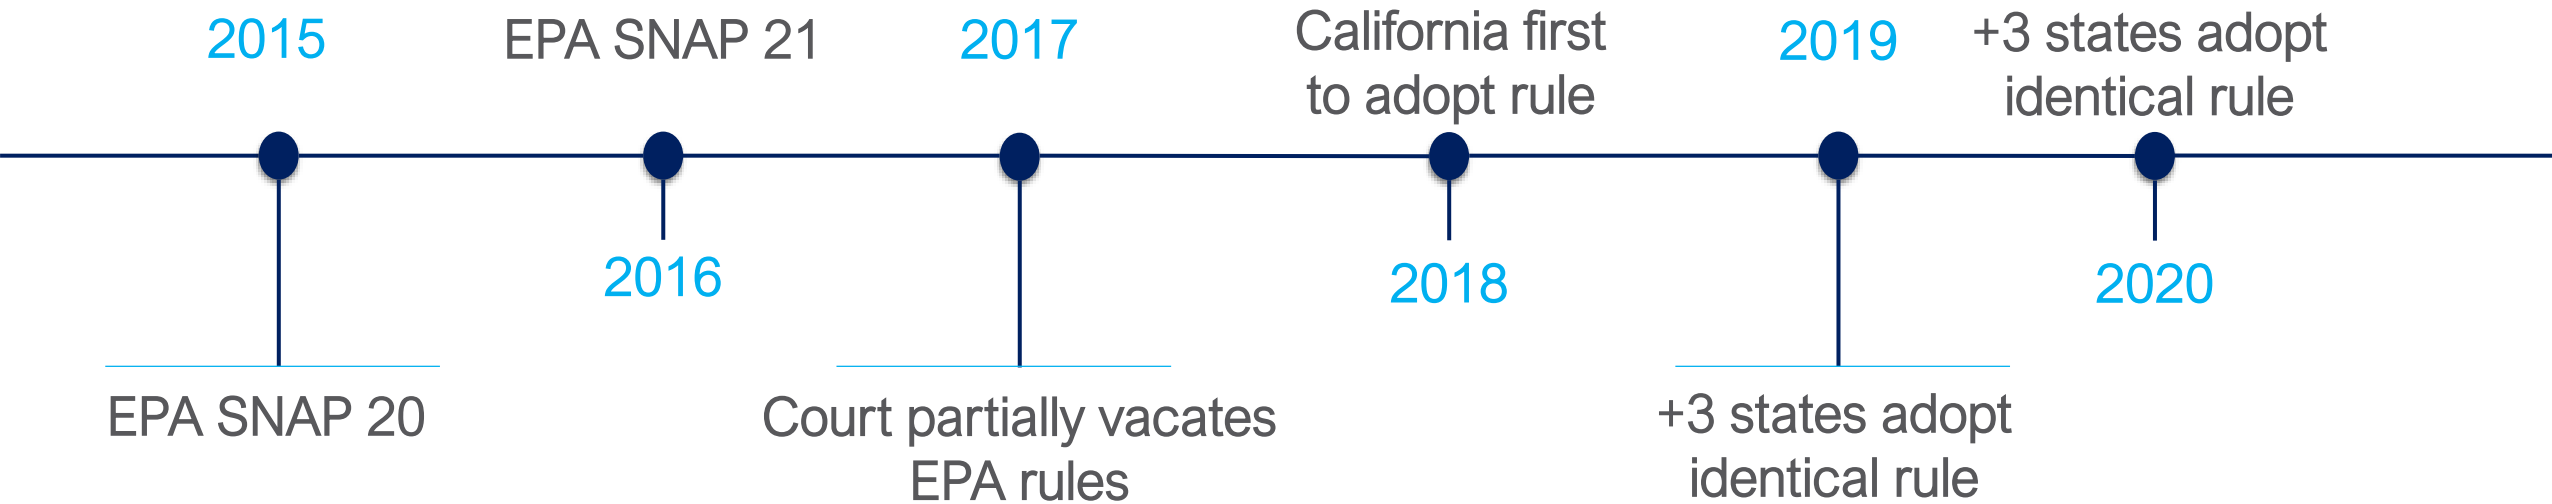 2015
EPA SNAP 20
EPA SNAP 21
2016
2017
Court partially vacates
EPA rules
California first
to adopt rule
2018
2019
+3 states adopt
identical rule
+3 states adopt
identical rule
2020